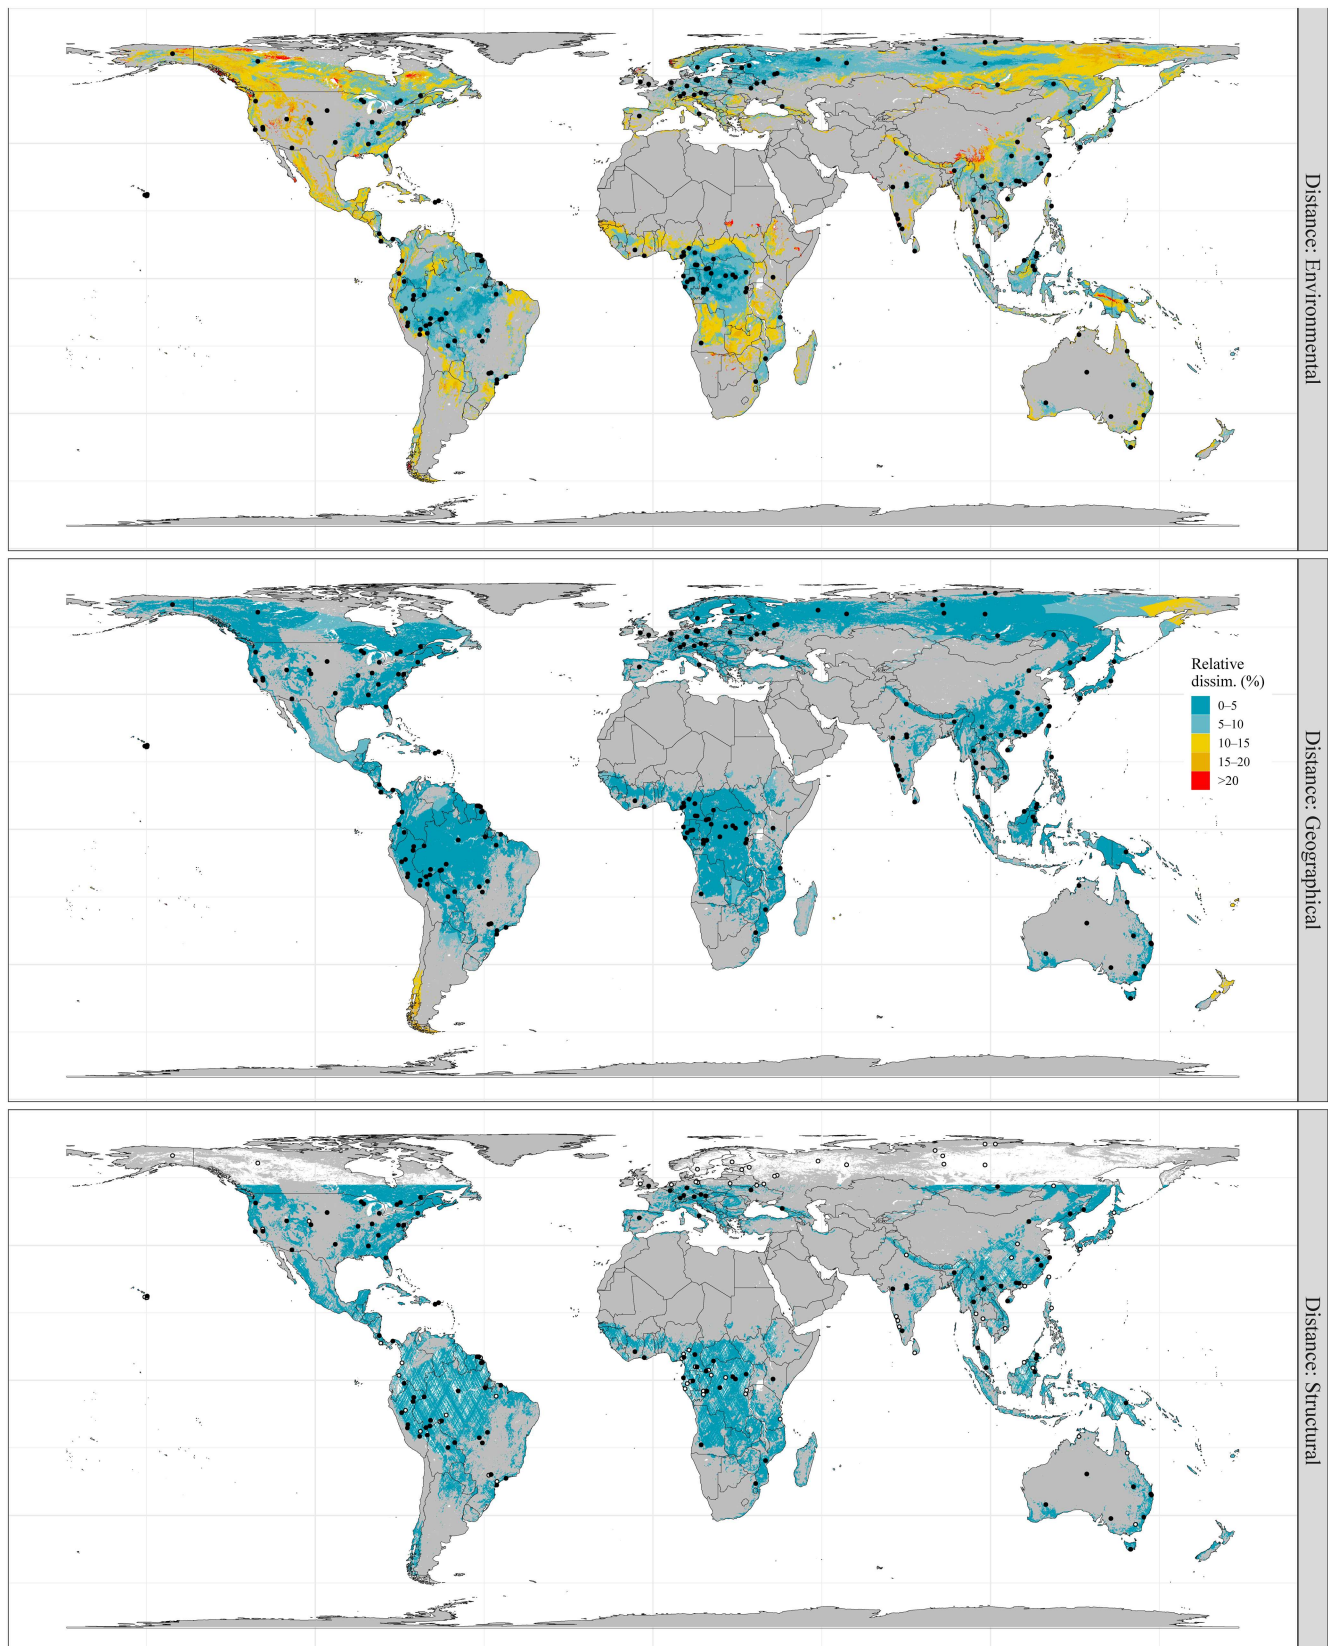 Distance: Environmental
Distance: Geographical
Relative
dissim. (%)
0–5
5–10
10–15
15–20
>20
Distance: Structural